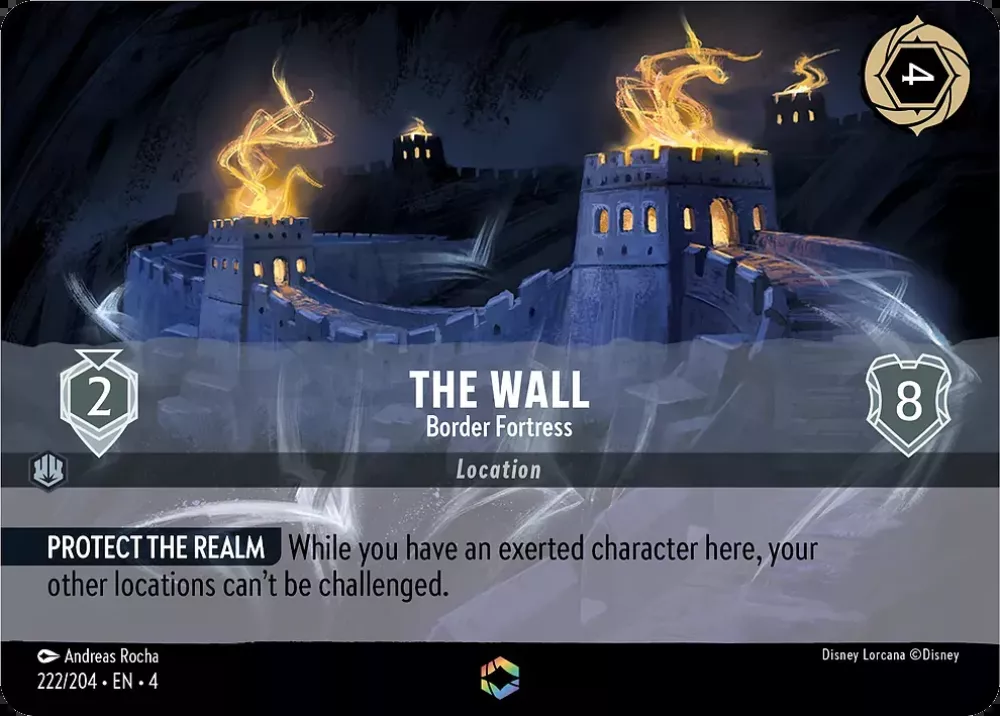 4
2
THE WALL
8
Border Fortress
Location
PROTECT THE REALM While you have an exerted character here, your
other locations can't be challenged.
Andreas Rocha
Disney Lorcana ©Disney
222/204 • EN • 4